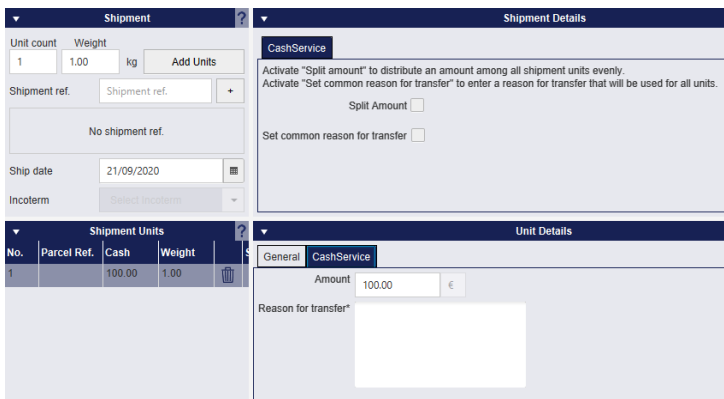 Shipment
?
Unit count Weight
1 1.00 kg Add Units
Shipment ref. Shipment ref. +
No shipment ref.
Ship date 21/09/2020
Incoterm Select Incoterm
Shipment Details
CashService
Activate "Split amount" to distribute an amount among all shipment units evenly.
Activate "Set common reason for transfer" to enter a reason for transfer that will be used for all units.
Split Amount
Set common reason for transfer
Shipment Units
?
No. Parcel Ref. Cash Weight S
1 100.00 1.00
Unit Details
General CashService
Amount 100.00 €
Reason for transfer*